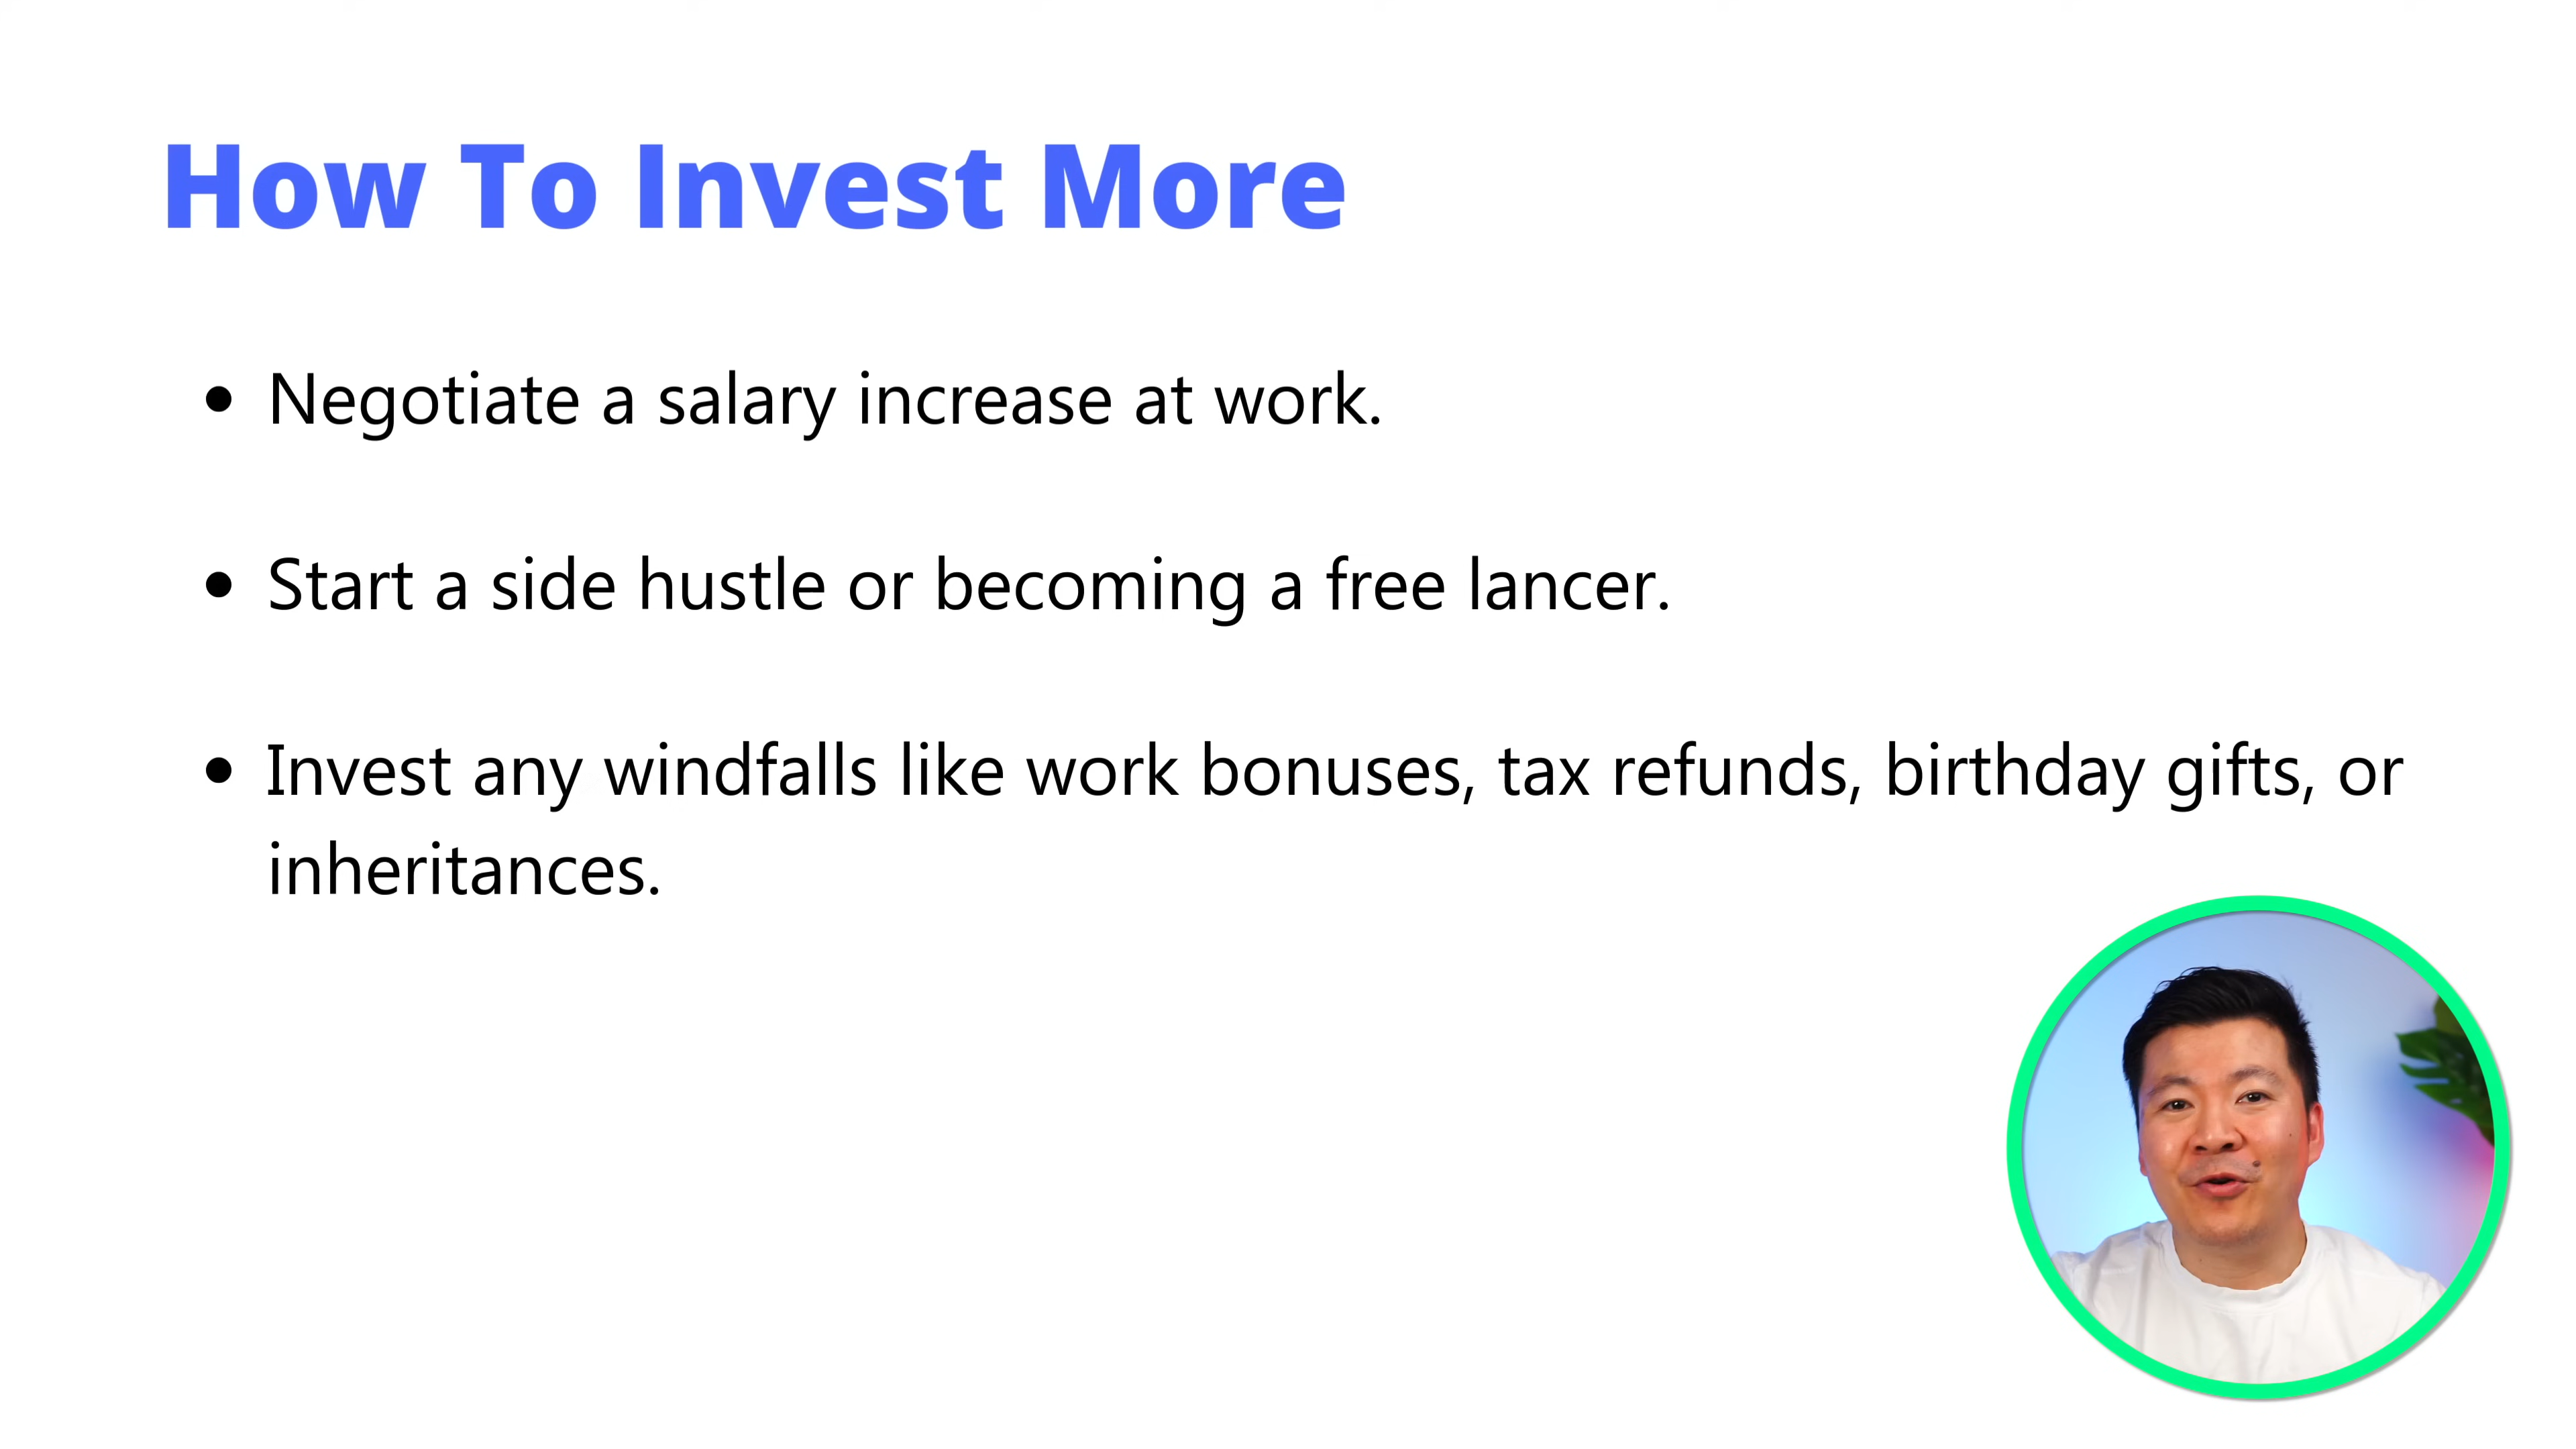 How To Invest More
• Negotiate a salary increase at work.
• Start a side hustle or becoming a free lancer.
• Invest any windfalls like work bonuses, tax refunds, birthday gifts, or
inheritances.